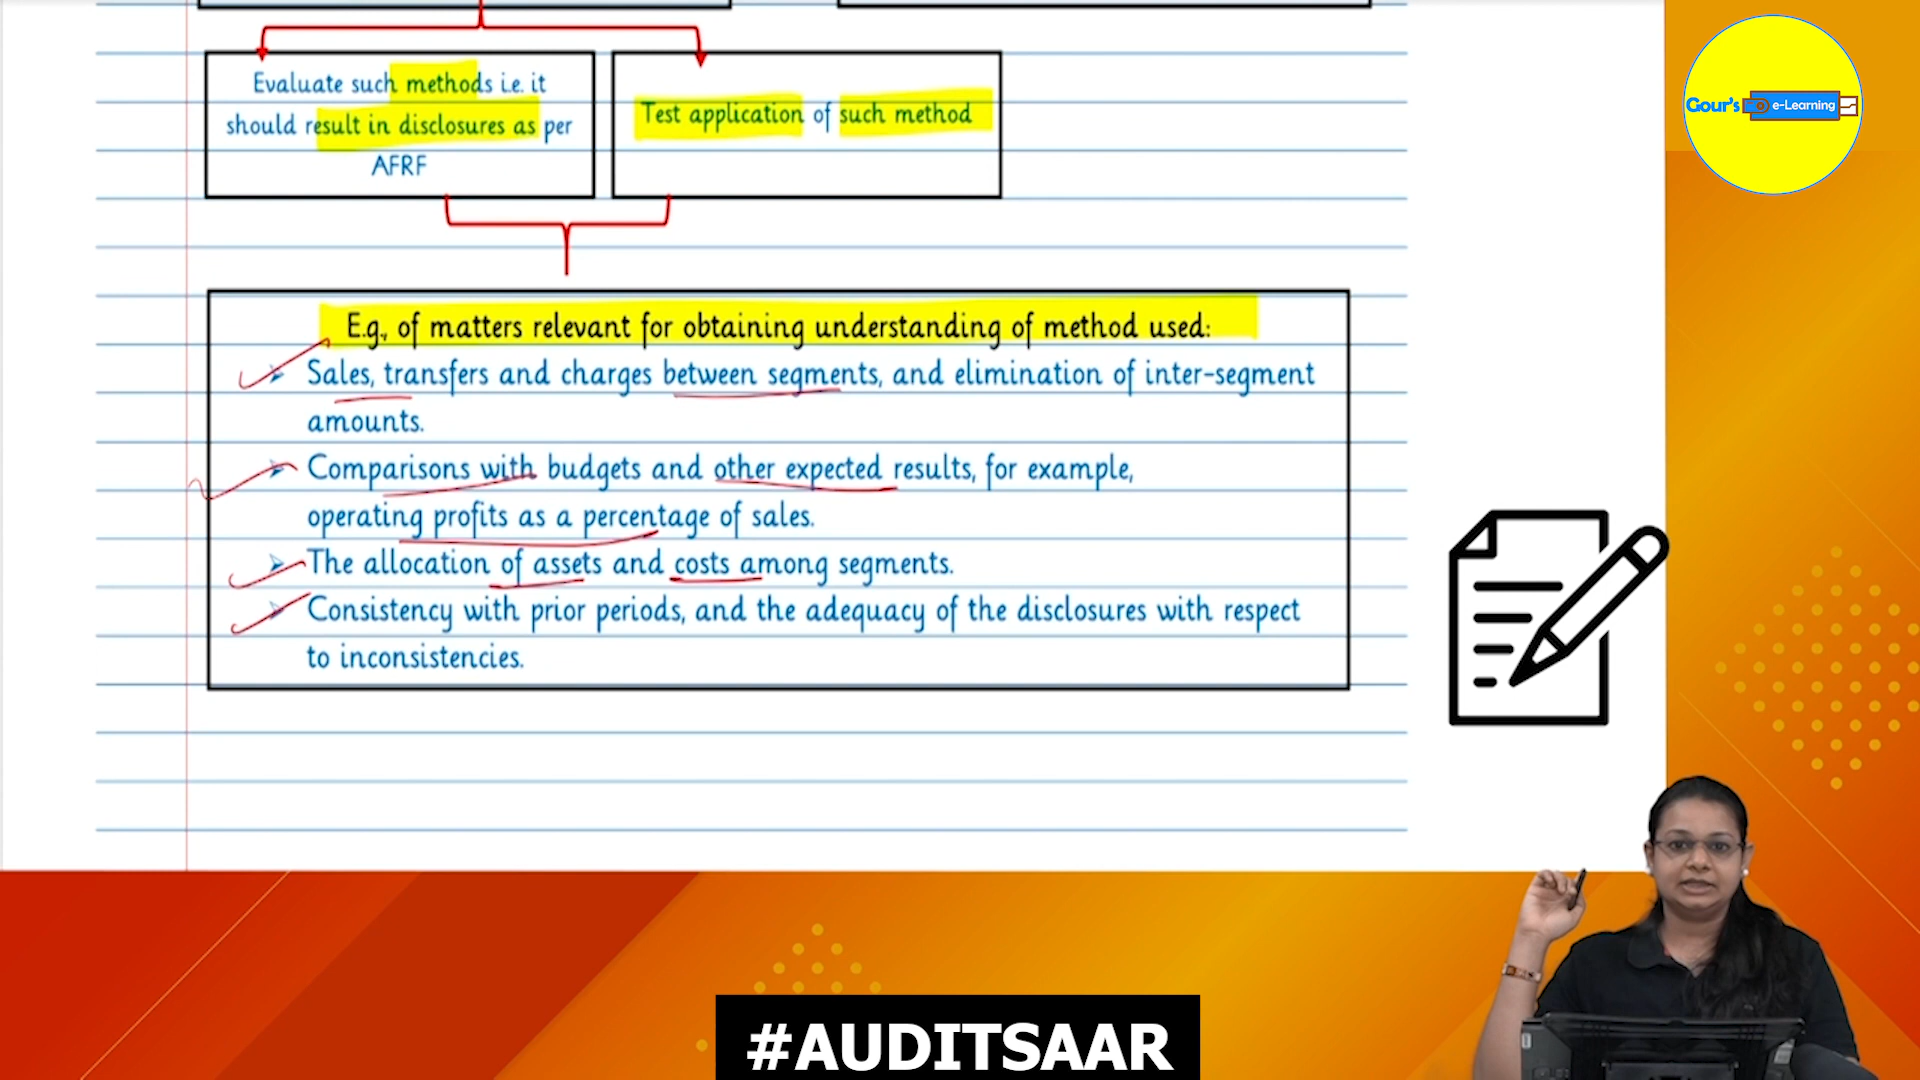 Evaluate such methods i.e. it
should result in disclosures as per
AFRF
Test application of such method
E.g., of matters relevant for obtaining understanding of method used:
Sales, transfers and charges between segments, and elimination of inter-segment
amounts.
Comparisons with budgets and other expected results, for example,
operating profits as a percentage of sales.
The allocation of assets and costs among segments.
Consistency with prior periods, and the adequacy of the disclosures with respect
to inconsistencies.
Gour's e-Learning
#AUDITSAAR